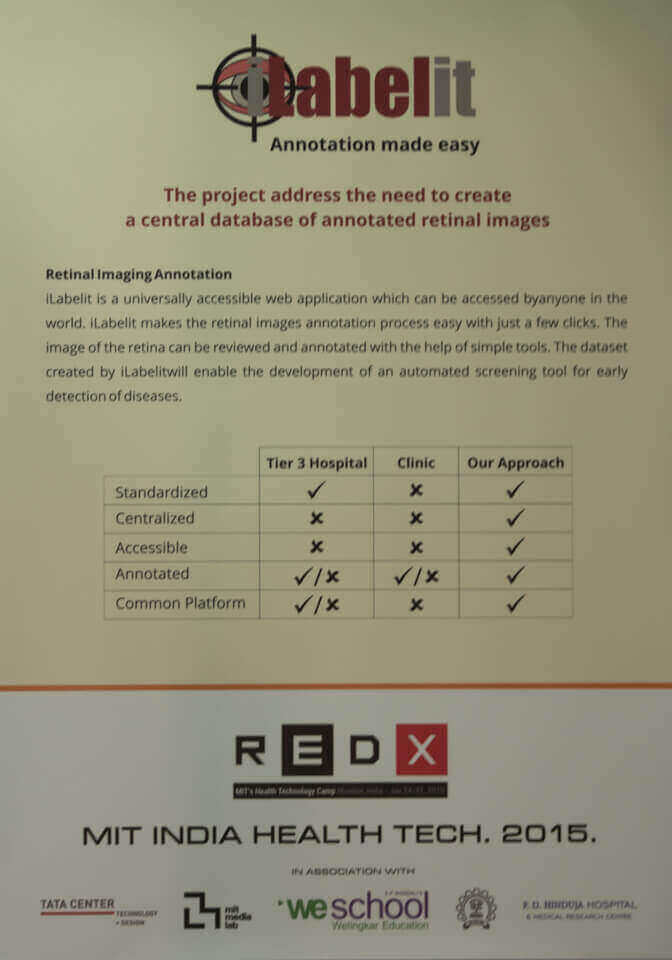 iLabelit
Annotation made easy
The project address the need to create
a central database of annotated retinal images
Retinal Imaging Annotation
iLabelit is a universally accessible web application which can be accessed byanyone in the
world. iLabelit makes the retinal images annotation process easy with just a few clicks. The
image of the retina can be reviewed and annotated with the help of simple tools. The dataset
created by iLabelitwill enable the development of an automated screening tool for early
detection of diseases.
Tier 3 Hospital Clinic Our Approach
Standardized ✓ ✗ ✓
Centralized ✗ ✗ ✓
Accessible ✗ ✗ ✓
Annotated ✓/✗ ✓/✗ ✓
Common Platform ✓/✗ ✗ ✓
REDX
MIT's Health Technology Camp
MIT INDIA HEALTH TECH. 2015.
IN ASSOCIATION WITH
TATA CENTER
TECHNOLOGY
+ DESIGN
mit
media
lab
weschool
Welingkar Education
P. D. HINDUJA HOSPITAL
& MEDICAL RESEARCH CENTRE